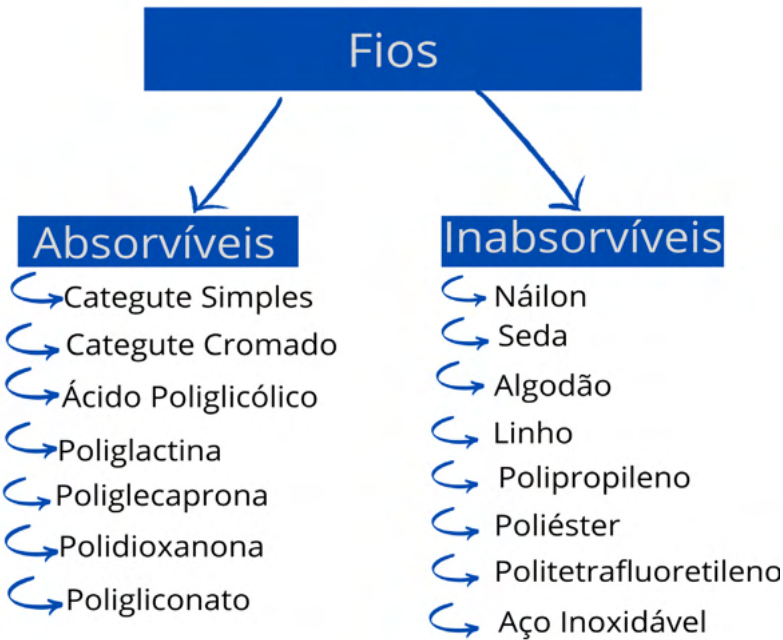 Fios
Absorvíveis
Categute Simples
Categute Cromado
Ácido Poliglicólico
Poliglactina
Poliglecaprona
Polidioxanona
Poligliconato
Inabsorvíveis
Náilon
Seda
Algodão
Linho
Polipropileno
Poliéster
Politetrafluoretileno
Aço Inoxidável